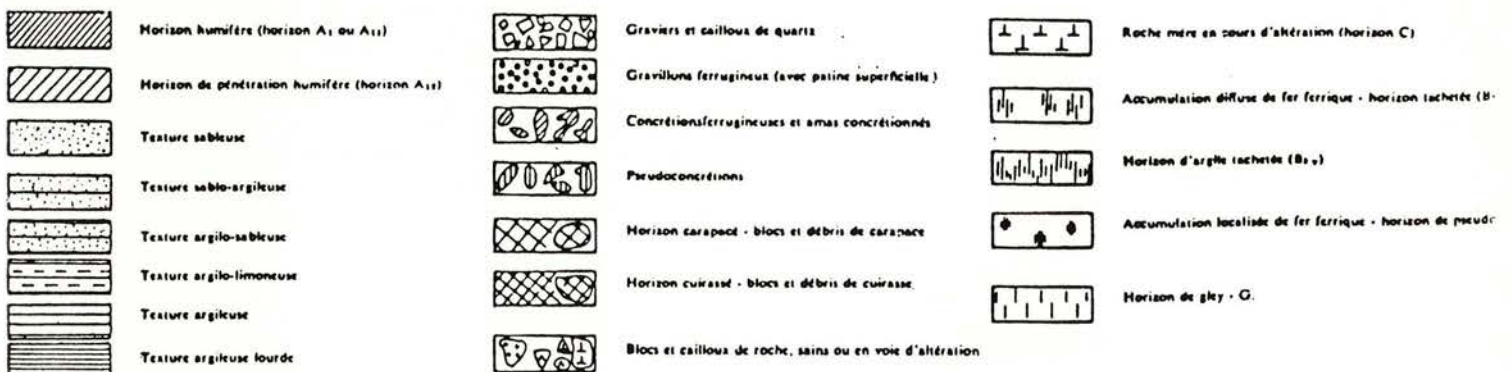 Horizon humifère (horizon A₁ ou A₁₁)
Horizon de pénétration humifère (horizon A₁₂)
Texture sableuse
Texture sablo-argileuse
Texture argilo-sableuse
Texture argilo-limoneuse
Texture argileuse
Texture argileuse lourde
Graviers et cailloux de quartz
Gravillons ferrugineux (avec patine superficielle)
Concrétions ferrugineuses et amas concrétionnés
Pseudoconcrétions
Horizon carapacé - blocs et débris de carapace
Horizon cuirassé - blocs et débris de cuirasse
Blocs et cailloux de roche, sains ou en voie d'altération
Roche mère en cours d'altération (horizon C)
Accumulation diffuse de fer ferrique - horizon tacheté (B-
Horizon d'argile tachetée
Accumulation localisée de fer ferrique - horizon de pseudo
Horizon de gley - G.